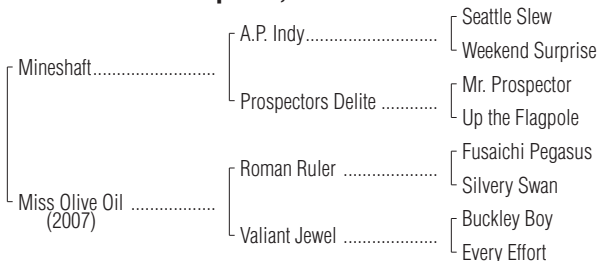 Seattle Slew
A.P. Indy..........................
Weekend Surprise
Mineshaft........................
Mr. Prospector
Prospectors Delite ...........
Up the Flagpole
Fusaichi Pegasus
Roman Ruler ..................
Silvery Swan
Miss Olive Oil ................
(2007)
Buckley Boy
Valiant Jewel ..................
Every Effort